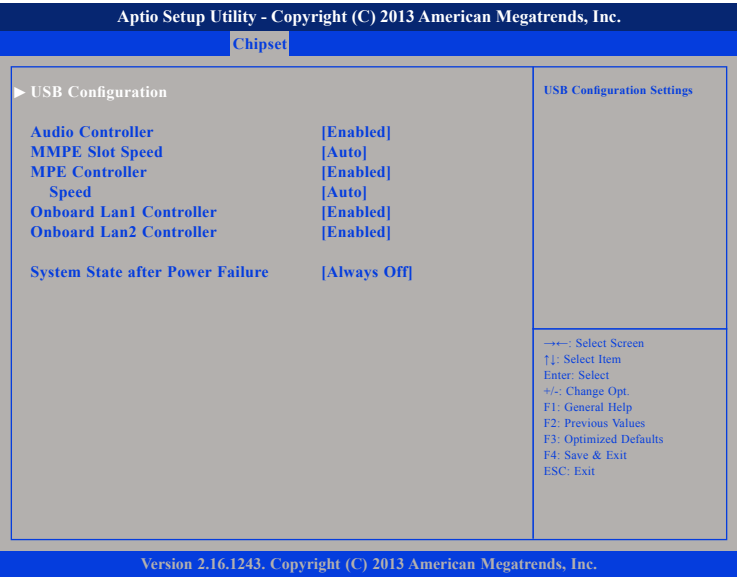 Aptio Setup Utility - Copyright (C) 2013 American Megatrends, Inc.
Chipset
► USB Configuration
Audio Controller [Enabled]
MMPE Slot Speed [Auto]
MPE Controller [Enabled]
Speed [Auto]
Onboard Lan1 Controller [Enabled]
Onboard Lan2 Controller [Enabled]
System State after Power Failure [Always Off]
USB Configuration Settings
→←: Select Screen
↑↓: Select Item
Enter: Select
+/-: Change Opt.
F1: General Help
F2: Previous Values
F3: Optimized Defaults
F4: Save & Exit
ESC: Exit
Version 2.16.1243. Copyright (C) 2013 American Megatrends, Inc.